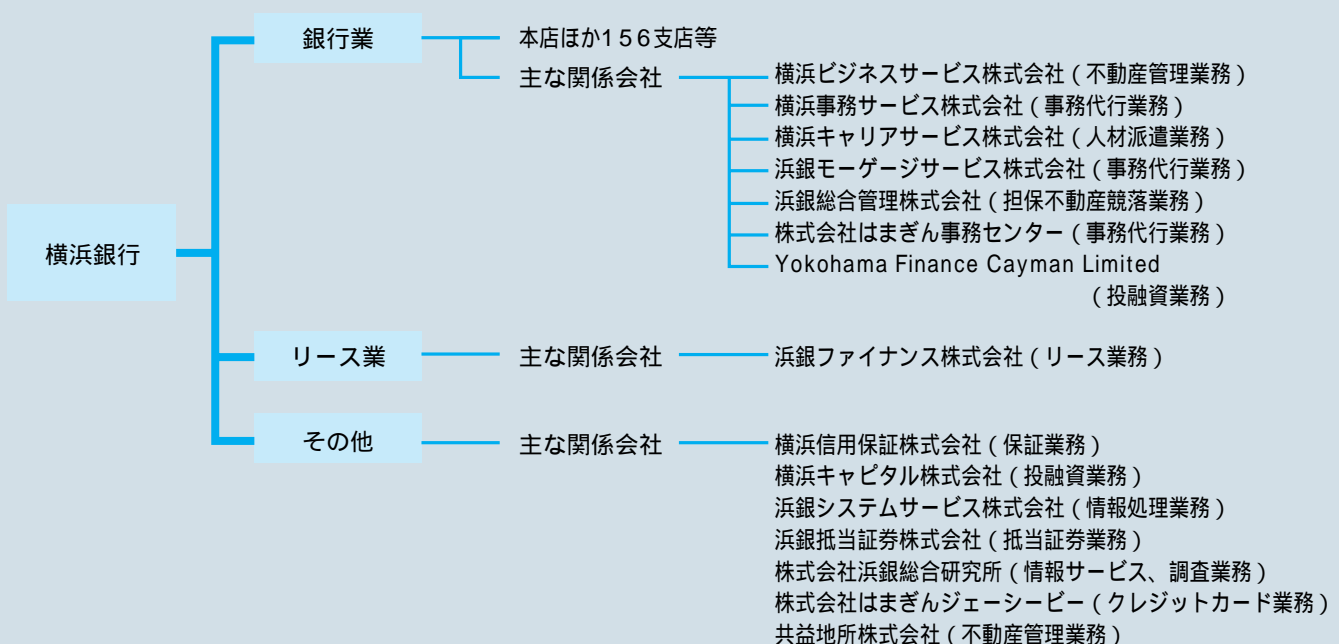 横浜銀行
銀行業
本店ほか156支店等
主な関係会社
横浜ビジネスサービス株式会社(不動産管理業務)
横浜事務サービス株式会社(事務代行業務)
横浜キャリアサービス株式会社(人材派遣業務)
浜銀モーゲージサービス株式会社(事務代行業務)
浜銀総合管理株式会社(担保不動産競落業務)
株式会社はまぎん事務センター(事務代行業務)
Yokohama Finance Cayman Limited
(投融資業務)
リース業
主な関係会社
浜銀ファイナンス株式会社(リース業務)
その他
主な関係会社
横浜信用保証株式会社(保証業務)
横浜キャピタル株式会社(投融資業務)
浜銀システムサービス株式会社(情報処理業務)
浜銀抵当証券株式会社(抵当証券業務)
株式会社浜銀総合研究所(情報サービス、調査業務)
株式会社はまぎんジェーシービー(クレジットカード業務)
共益地所株式会社(不動産管理業務)